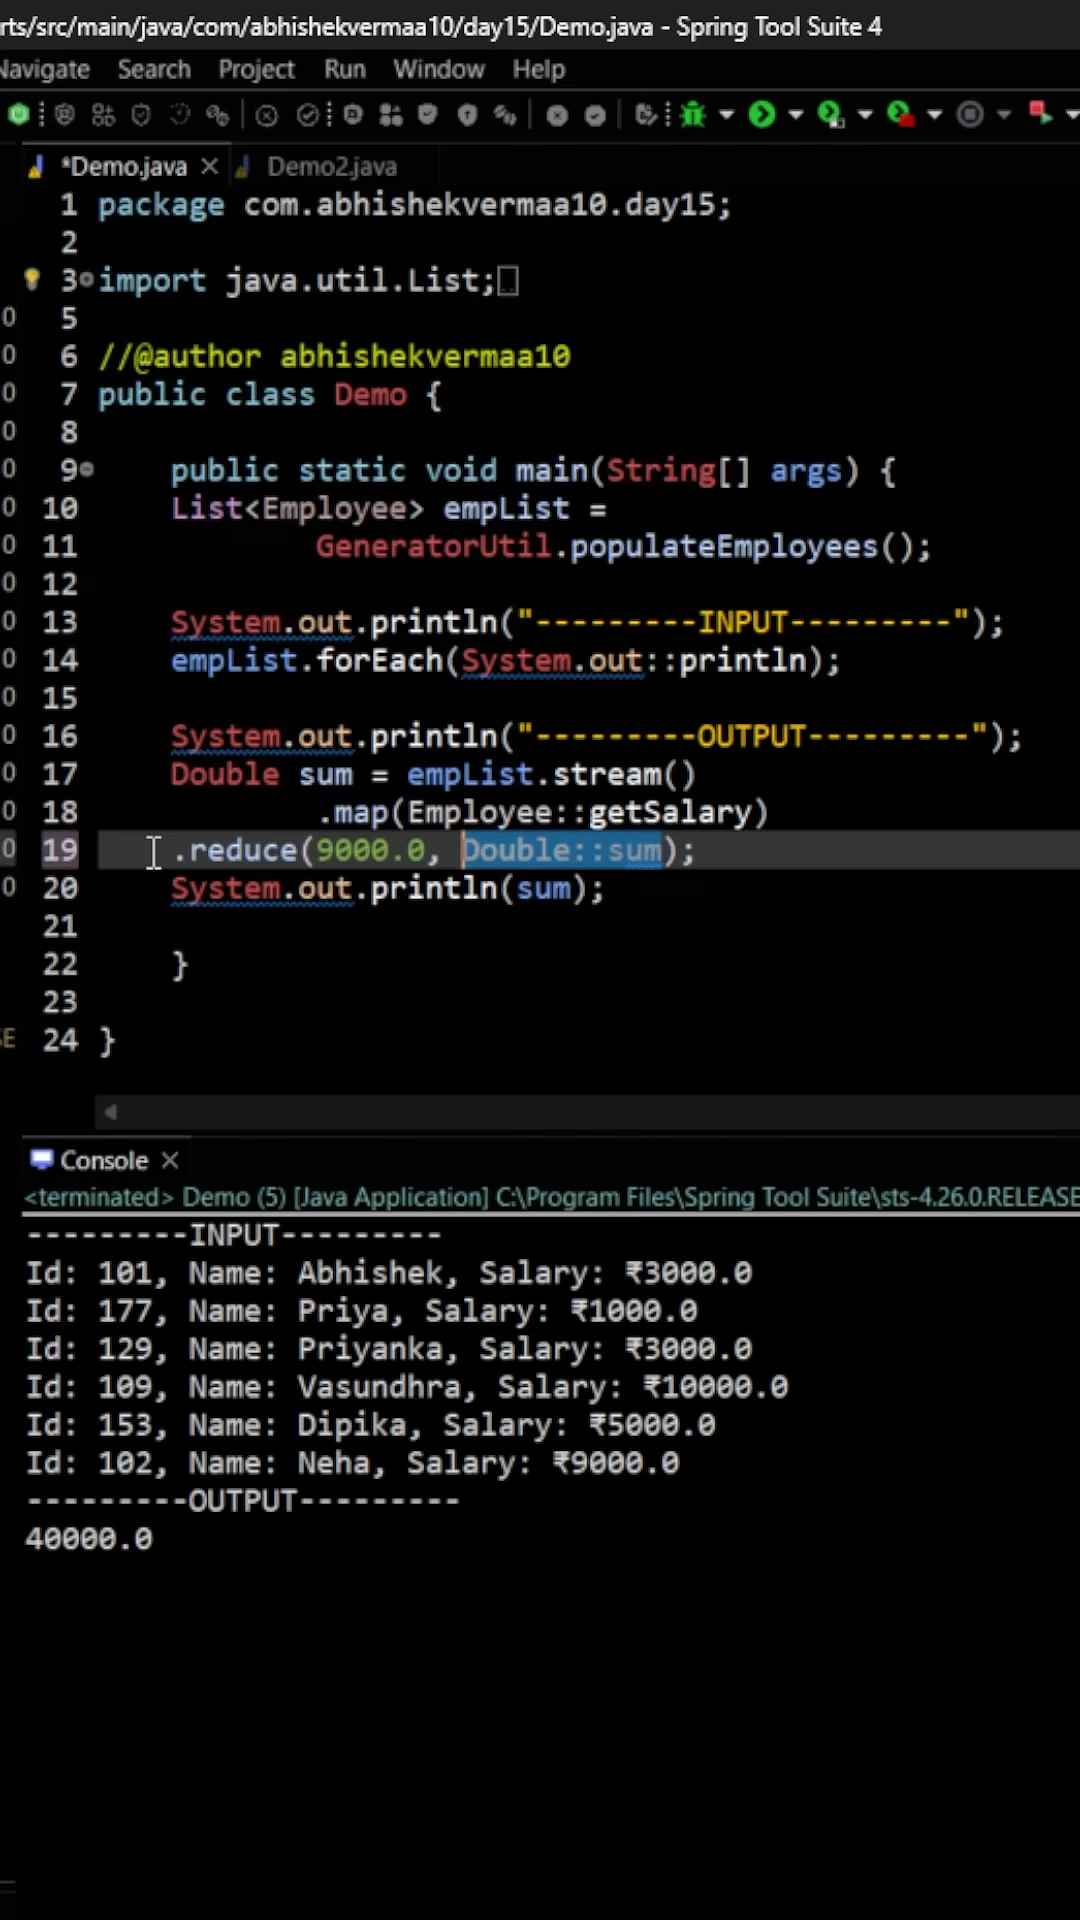 rts/src/main/java/com/abhishekvermaa10/day15/Demo.java - Spring Tool Suite 4
Navigate Search Project Run Window Help
*Demo.java Demo2.java
1 package com.abhishekvermaa10.day15;
2
3 import java.util.List;
5
6 //@author abhishekvermaa10
7 public class Demo {
8
9 public static void main(String[] args) {
10 List<Employee> empList =
11 GeneratorUtil.populateEmployees();
12
13 System.out.println("---------INPUT---------");
14 empList.forEach(System.out::println);
15
16 System.out.println("---------OUTPUT---------");
17 Double sum = empList.stream()
18 .map(Employee::getSalary)
19 .reduce(9000.0, Double::sum);
20 System.out.println(sum);
21
22 }
23
24 }
Console
<terminated> Demo (5) [Java Application] C:\Program Files\Spring Tool Suite\sts-4.26.0.RELEASE
---------INPUT---------
Id: 101, Name: Abhishek, Salary: ₹3000.0
Id: 177, Name: Priya, Salary: ₹1000.0
Id: 129, Name: Priyanka, Salary: ₹3000.0
Id: 109, Name: Vasundhra, Salary: ₹10000.0
Id: 153, Name: Dipika, Salary: ₹5000.0
Id: 102, Name: Neha, Salary: ₹9000.0
---------OUTPUT---------
40000.0